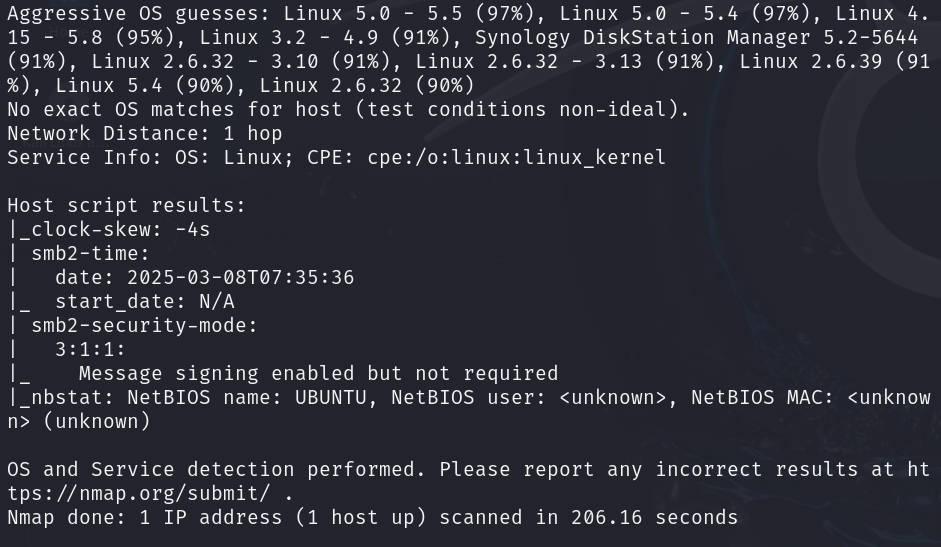 Aggressive OS guesses: Linux 5.0 - 5.5 (97%), Linux 5.0 - 5.4 (97%), Linux 4.
15 - 5.8 (95%), Linux 3.2 - 4.9 (91%), Synology DiskStation Manager 5.2-5644
(91%), Linux 2.6.32 - 3.10 (91%), Linux 2.6.32 - 3.13 (91%), Linux 2.6.39 (91
%), Linux 5.4 (90%), Linux 2.6.32 (90%)
No exact OS matches for host (test conditions non-ideal).
Network Distance: 1 hop
Service Info: OS: Linux; CPE: cpe:/o:linux:linux_kernel

Host script results:
|_clock-skew: -4s
| smb2-time:
|   date: 2025-03-08T07:35:36
|_  start_date: N/A
| smb2-security-mode:
|   3:1:1:
|_    Message signing enabled but not required
|_nbstat: NetBIOS name: UBUNTU, NetBIOS user: <unknown>, NetBIOS MAC: <unknow
n> (unknown)

OS and Service detection performed. Please report any incorrect results at ht
tps://nmap.org/submit/ .
Nmap done: 1 IP address (1 host up) scanned in 206.16 seconds